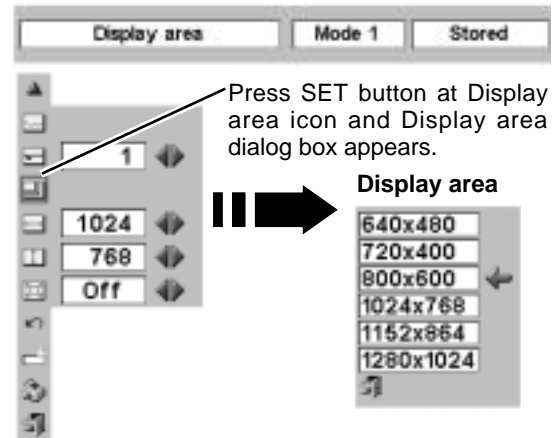 Display area Mode 1 Stored
Press SET button at Display
area icon and Display area
dialog box appears.
1
1024
768
Off
Display area
640x480
720x400
800x600
1024x768
1152x864
1280x1024